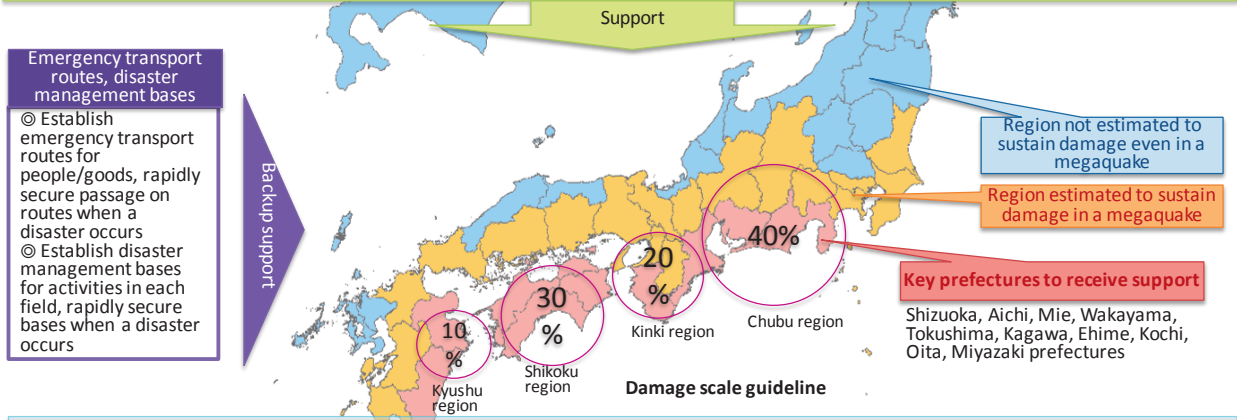 Support
Emergency transport
routes, disaster
management bases
◎ Establish
emergency transport
routes for
people/goods, rapidly
secure passage on
routes when a
disaster occurs
◎ Establish disaster
management bases
for activities in each
field, rapidly secure
bases when a disaster
occurs
Backup support
Region not estimated to
sustain damage even in a
megaquake
Region estimated to sustain
damage in a megaquake
Key prefectures to receive support
Shizuoka, Aichi, Mie, Wakayama,
Tokushima, Kagawa, Ehime, Kochi,
Oita, Miyazaki prefectures
40%
Chubu region
20
%
Kinki region
30
%
Shikoku
region
10
%
Kyushu
region
Damage scale guideline